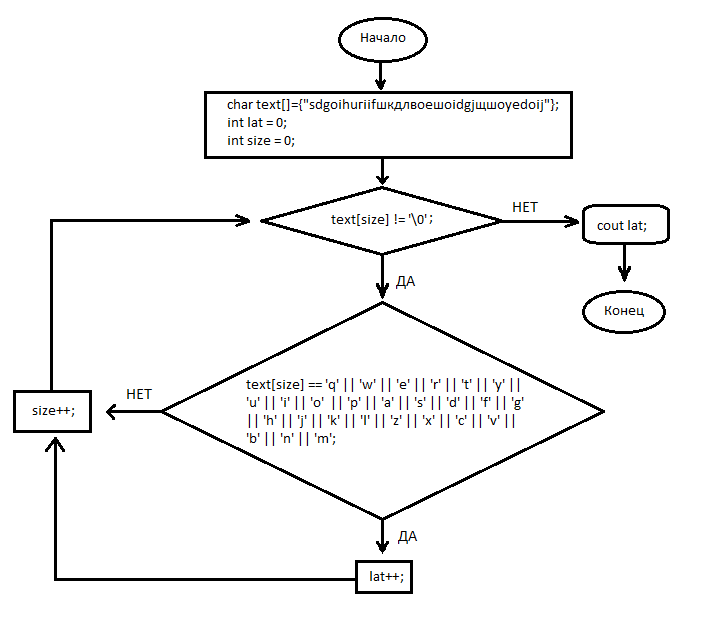 Начало
char text[]={"sdgoihuriifшкдлвоешоidgjщшоyedoij"};
int lat = 0;
int size = 0;
text[size] != '\0' ;
НЕТ
cout lat;
ДА
Конец
text[size] == 'q' || 'w' || 'e' || 'r' || 't' || 'y' ||
'u' || 'i' || 'o' || 'p' || 'a' || 's' || 'd' || 'f' || 'g'
|| 'h' || 'j' || 'k' || 'l' || 'z' || 'x' || 'c' || 'v' ||
'b' || 'n' || 'm';
НЕТ
size++;
ДА
lat++;